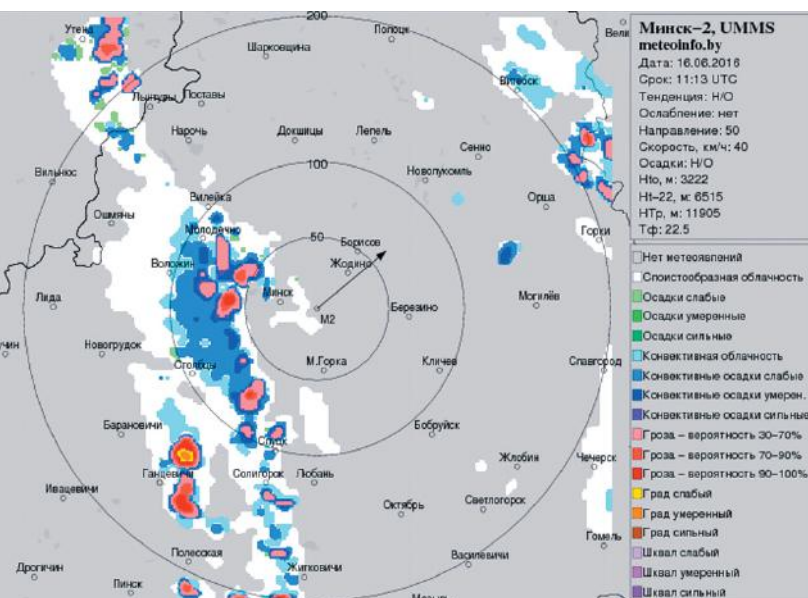 200
Утена
Полоцк
Шарковщина
Витебск
Лынтупы
Поставы
Нарочь
Докшицы
Лепель
Сенно
100
Новолукомль
Вильнюс
Вилейка
Орша
Ошмяны
Молодечно
50
Борисов
Горки
Воложин
Жодино
Лида
Минск
М2
Березино
Могилёв
Новогрудок
Столбцы
М.Горка
Кличев
Славгород
Барановичи
Слуцк
Бобруйск
Ганцевичи
Солигорск
Любань
Жлобин
Чечерск
Ивацевичи
Октябрь
Светлогорск
Гомель
Полесская
Дрогичин
Пинск
Житковичи
Василевичи
Минск-2, UMMS
meteoinfo.by
Дата: 16.06.2016
Срок: 11:13 UTC
Тенденция: Н/О
Ослабление: нет
Направление: 50
Скорость, км/ч: 40
Осадки: Н/О
Hto, м: 3222
Ht-22, м: 6515
HTp, м: 11905
Tф: 22.5
Нет метеоявлений
Слоистообразная облачность
Осадки слабые
Осадки умеренные
Осадки сильные
Конвективная облачность
Конвективные осадки слабые
Конвективные осадки умерен.
Конвективные осадки сильные
Гроза - вероятность 30-70%
Гроза - вероятность 70-90%
Гроза - вероятность 90-100%
Град слабый
Град умеренный
Град сильный
Шквал слабый
Шквал умеренный
Шквал сильный